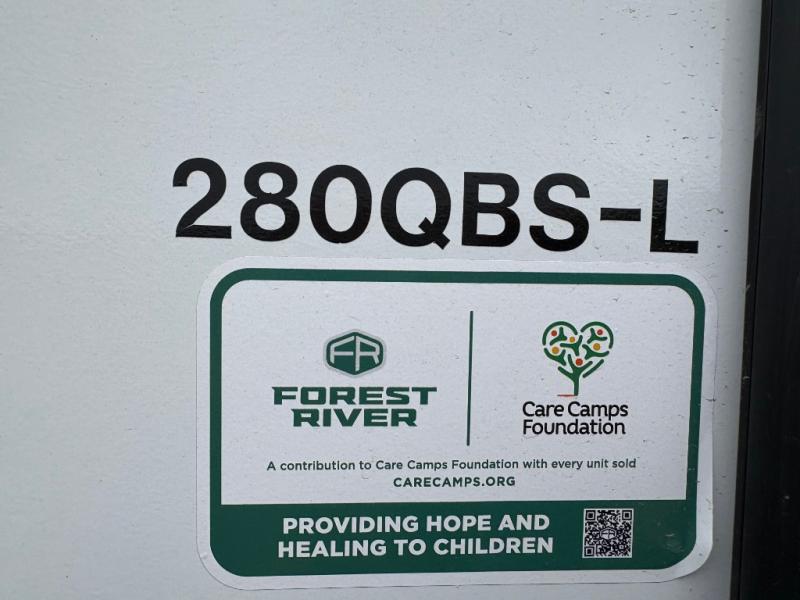 280QBS-L
FR
FOREST
RIVER
Care Camps
Foundation
A contribution to Care Camps Foundation with every unit sold
CARECAMPS.ORG
PROVIDING HOPE AND
HEALING TO CHILDREN